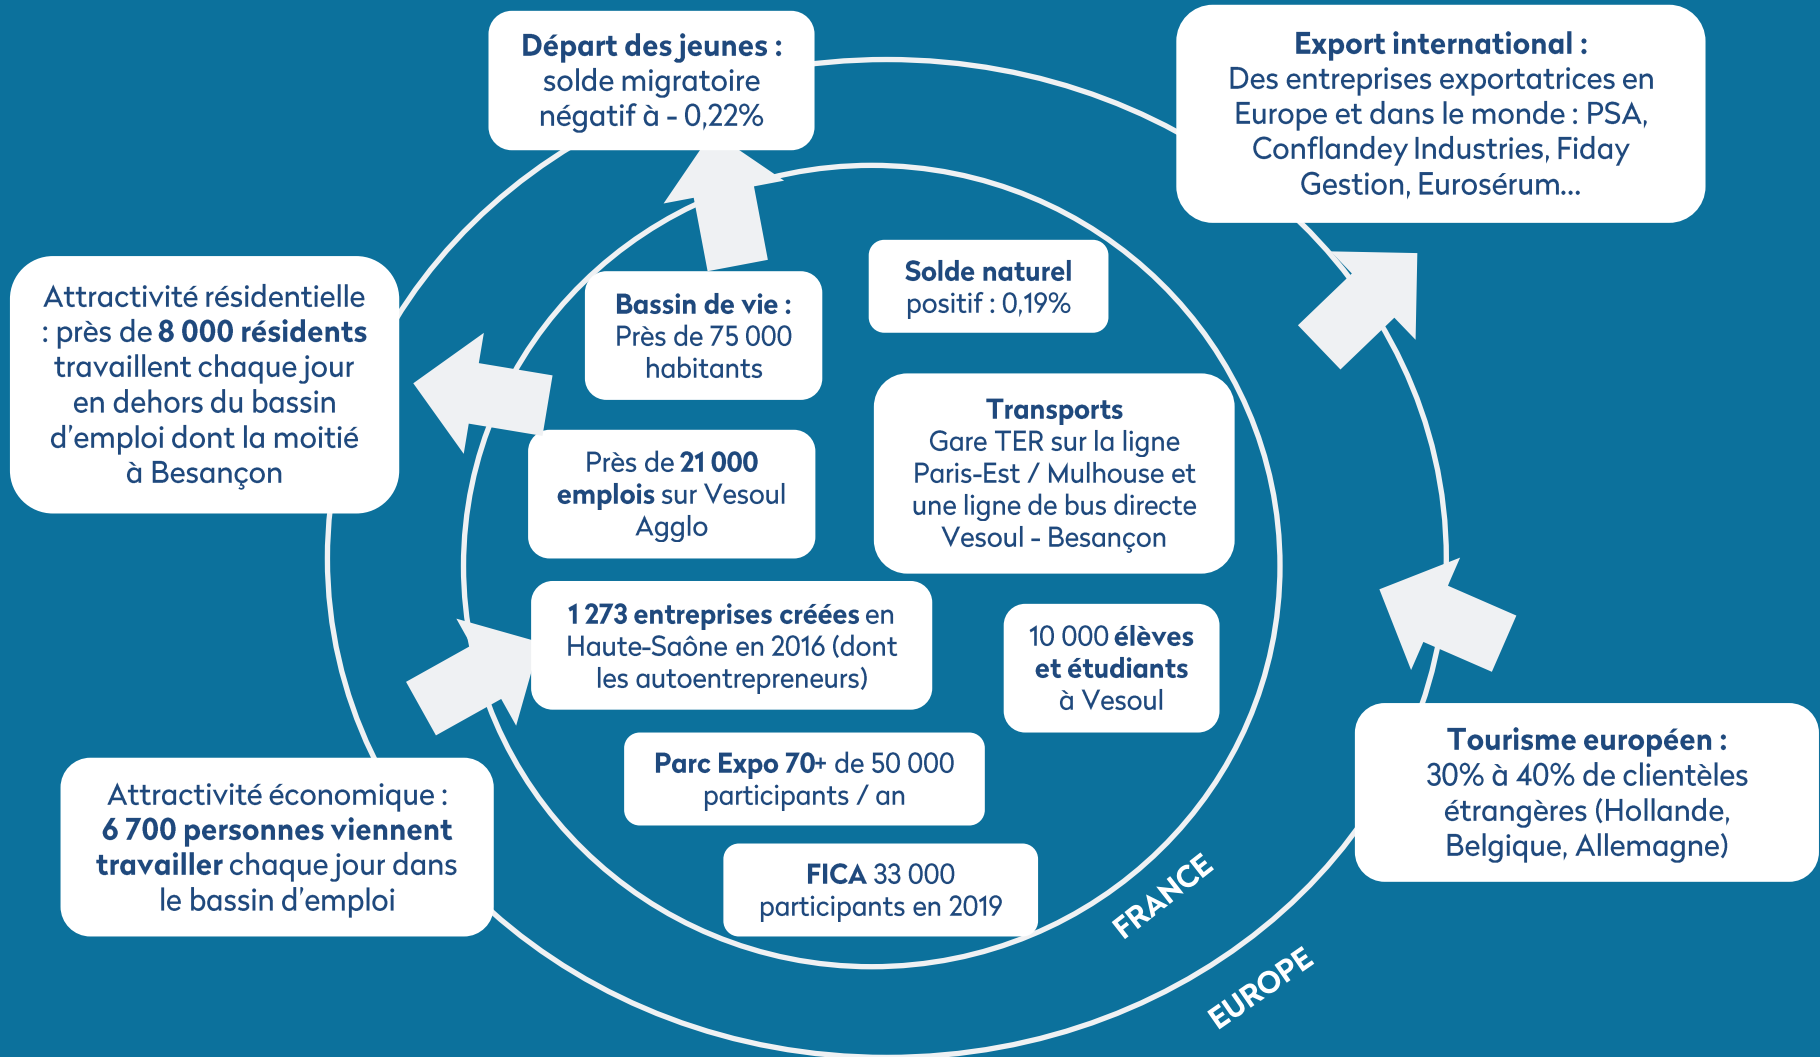 Départ des jeunes :
solde migratoire
négatif à - 0,22%
Export international :
Des entreprises exportatrices en
Europe et dans le monde : PSA,
Conflandey Industries, Fiday
Gestion, Eurosérum...
Solde naturel
positif : 0,19%
Bassin de vie :
Près de 75 000
habitants
Attractivité résidentielle
: près de 8 000 résidents
travaillent chaque jour
en dehors du bassin
d'emploi dont la moitié
à Besançon
Transports
Gare TER sur la ligne
Paris-Est / Mulhouse et
une ligne de bus directe
Vesoul - Besançon
Près de 21 000
emplois sur Vesoul
Agglo
1 273 entreprises créées en
Haute-Saône en 2016 (dont
les autoentrepreneurs)
10 000 élèves
et étudiants
à Vesoul
Parc Expo 70+ de 50 000
participants / an
Tourisme européen :
30% à 40% de clientèles
étrangères (Hollande,
Belgique, Allemagne)
Attractivité économique :
6 700 personnes viennent
travailler chaque jour dans
le bassin d'emploi
FICA 33 000
participants en 2019
FRANCE
EUROPE